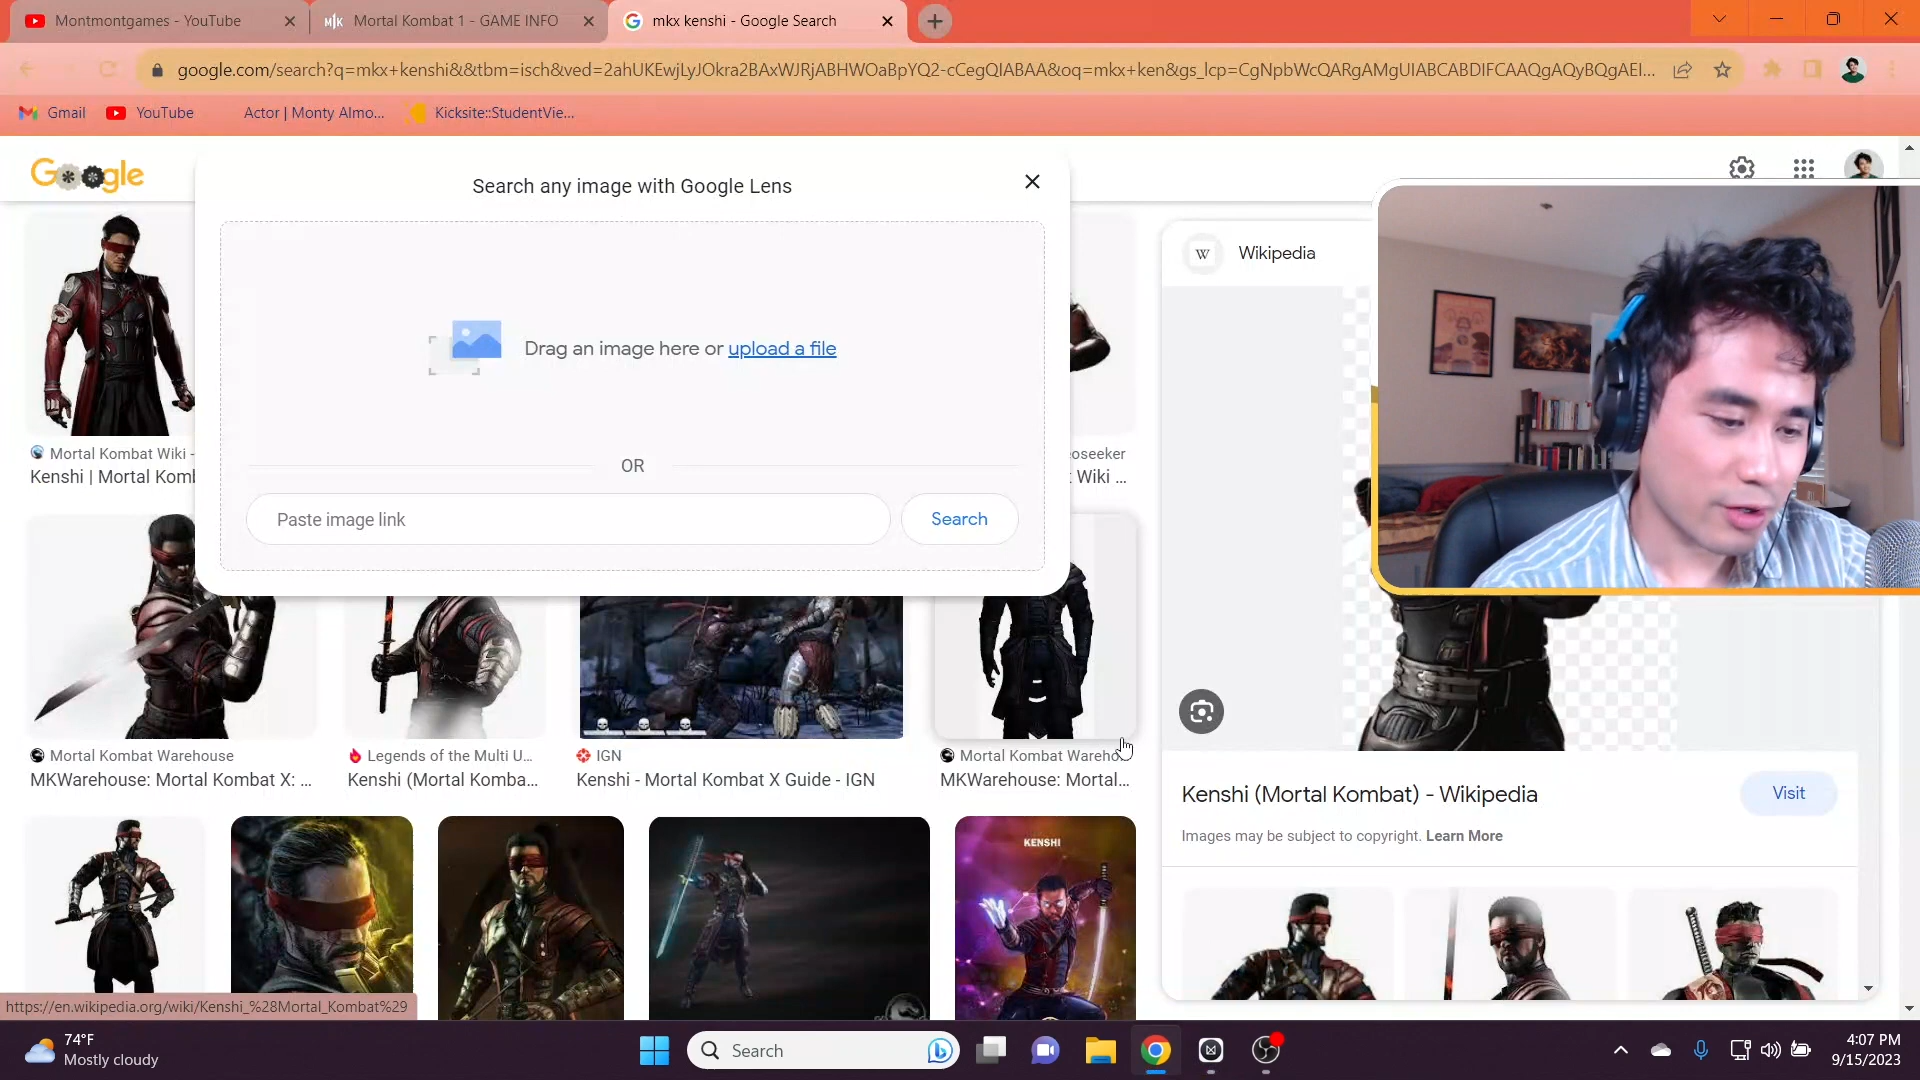 Montmontgames - YouTube
Mortal Kombat 1 - GAME INFO
mkx kenshi - Google Search
google.com/search?q=mkx+kenshi&&tbm=isch&ved=2ahUKEwjLyJOkra2BAxWJRjABHWOaBpYQ2-cCegQIABAA&oq=mkx+ken&gs_lcp=CgNpbWcQARgAMgUIABCABDIFCAAQgAQyBQgAEI...
Gmail
YouTube
Actor | Monty Almo...
Kicksite::StudentVie...
Google
Search any image with Google Lens
Drag an image here or upload a file
OR
Paste image link
Search
W
Wikipedia
Mortal Kombat Wiki -
Kenshi | Mortal Komb
oseeker
Wiki ...
Mortal Kombat Warehouse
MKWarehouse: Mortal Kombat X: ...
Legends of the Multi U...
Kenshi (Mortal Komba...
IGN
Kenshi - Mortal Kombat X Guide - IGN
Mortal Kombat Wareho
MKWarehouse: Mortal...
Kenshi (Mortal Kombat) - Wikipedia
Visit
Images may be subject to copyright. Learn More
KENSHI
https://en.wikipedia.org/wiki/Kenshi_%28Mortal_Kombat%29
74°F
Mostly cloudy
Search
4:07 PM
9/15/2023